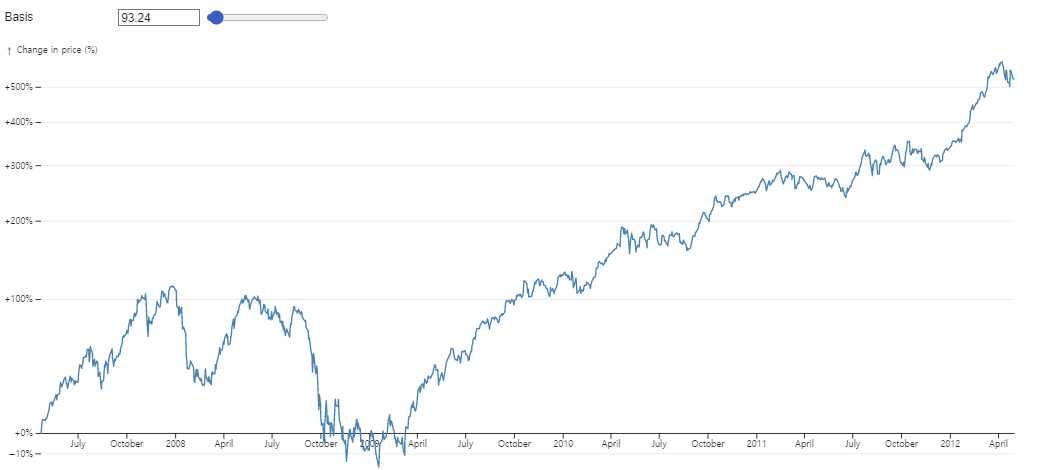 Basis 93.24
↑ Change in price (%)
+500%
+400%
+300%
+200%
+100%
+0%
−10%
July October 2008 April July October 2009 April July October 2010 April July October 2011 April July October 2012 April